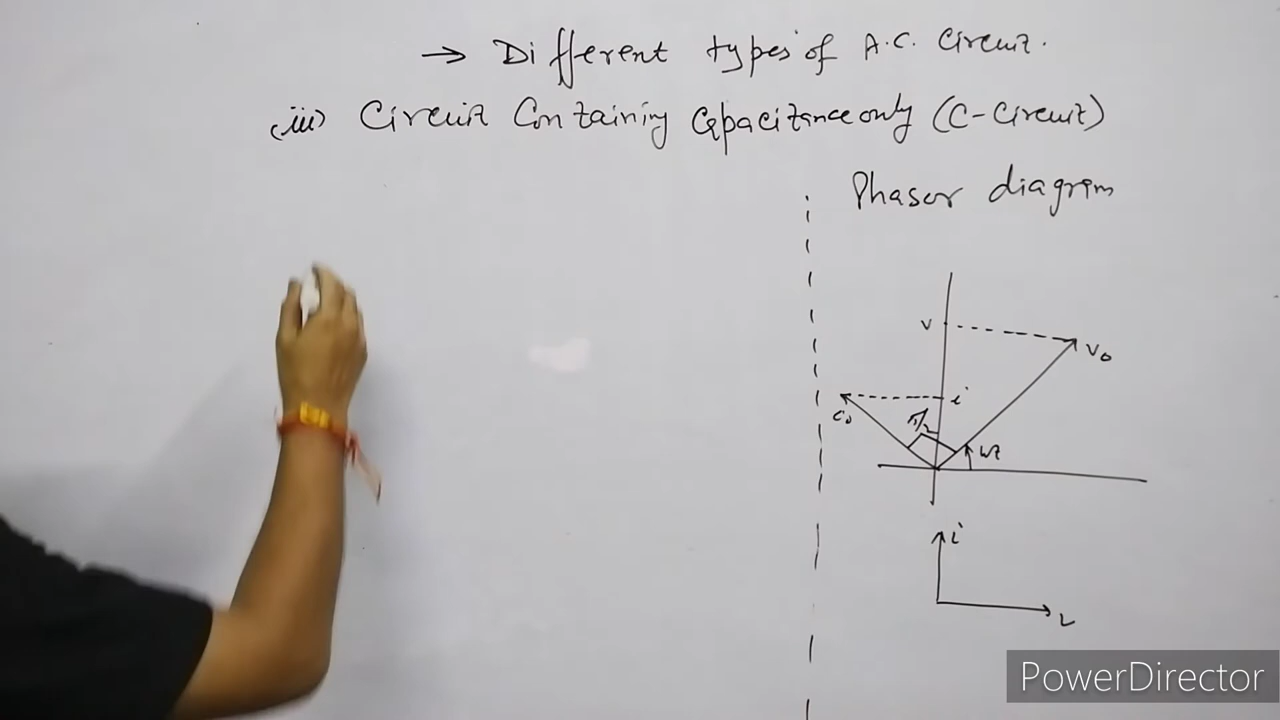 → Different types of A.C. Circuit.
(iii) Circuit Containing Capacitance only (C-Circuit)
Phasor diagram
v
v₀
i
π/2
ωt
i
PowerDirector